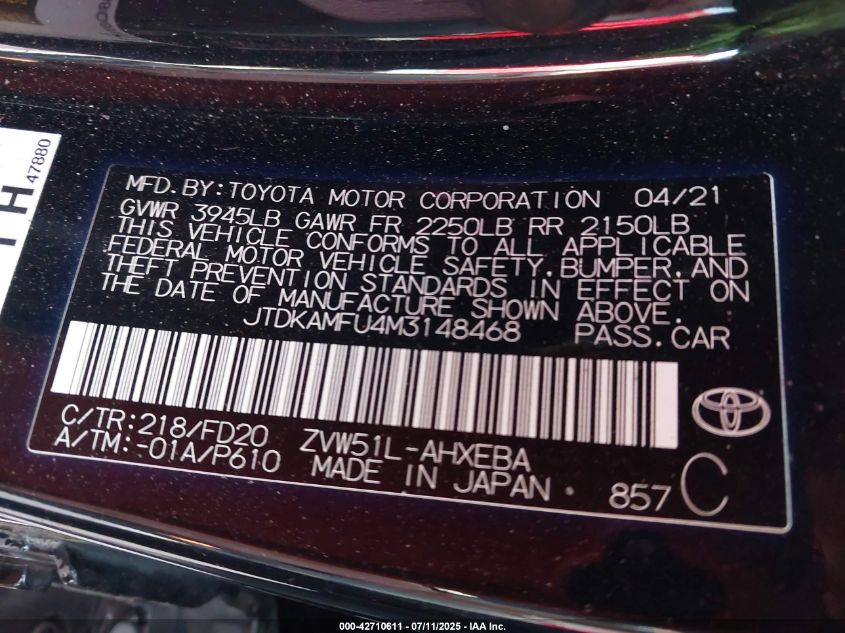 TH
47880
MFD.BY:TOYOTA MOTOR CORPORATION 04/21
GVWR 3945LB GAWR FR 2250LB RR 2150LB
THIS VEHICLE CONFORMS TO ALL APPLICABLE
FEDERAL MOTOR VEHICLE SAFETY,BUMPER,AND
THEFT PREVENTION STANDARDS IN EFFECT ON
THE DATE OF MANUFACTURE SHOWN ABOVE.
JTDKAMFU4M3148468 PASS.CAR
C/TR:218/FD20 ZVW51L-AHXEBA
A/TM:-01A/P610 MADE IN JAPAN 857 C
000-42710611 - 07/11/2025 - IAA Inc.